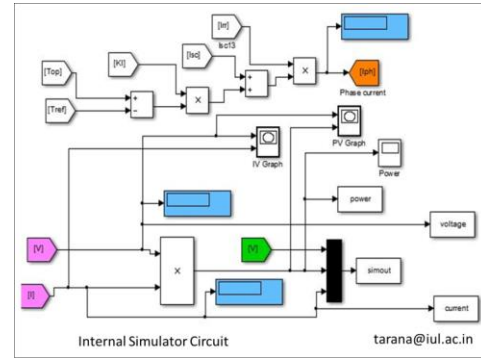 [Irr]
Isc13
[Isc]
[KI]
[Top]
[Tref]
+
−
×
+
+
×
[Iph]
Phase current
IV Graph
PV Graph
Power
power
voltage
[V]
[V]
×
simout
[I]
current
Internal Simulator Circuit
tarana@iul.ac.in